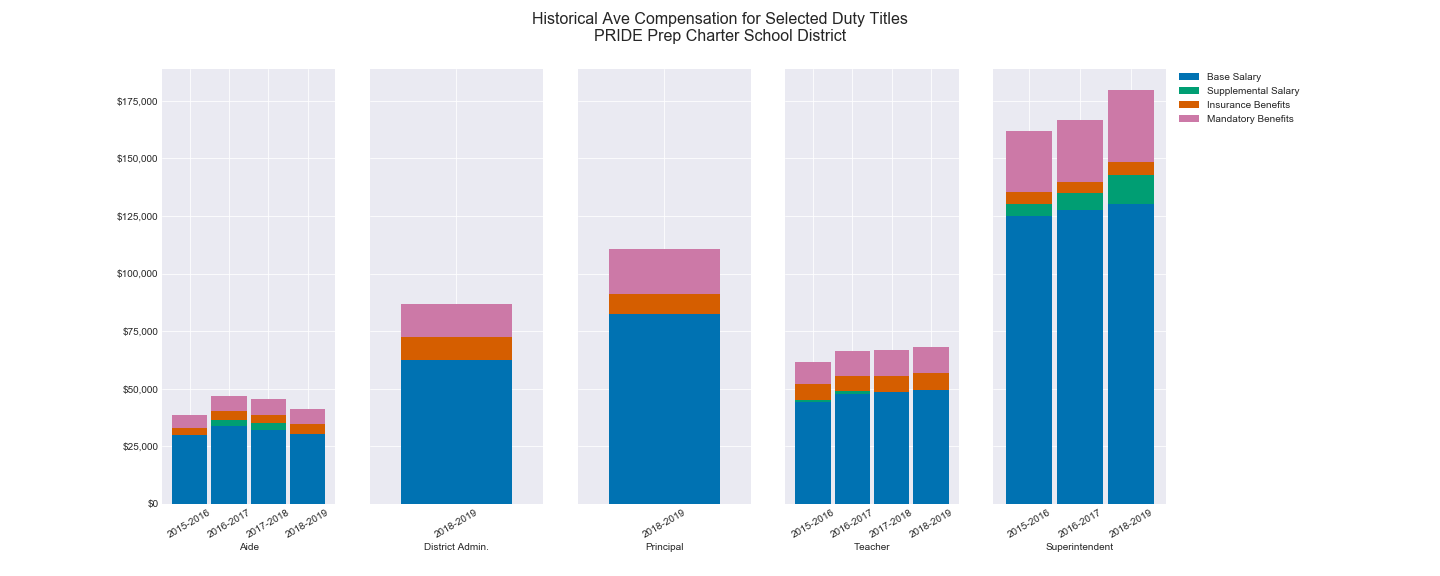 Historical Ave Compensation for Selected Duty Titles
PRIDE Prep Charter School District
Base Salary
Supplemental Salary
Insurance Benefits
Mandatory Benefits
$175,000
$150,000
$125,000
$100,000
$75,000
$50,000
$25,000
$0
2015-2016
2016-2017
2017-2018
2018-2019
Aide
2018-2019
District Admin.
2018-2019
Principal
2015-2016
2016-2017
2017-2018
2018-2019
Teacher
2015-2016
2016-2017
2018-2019
Superintendent